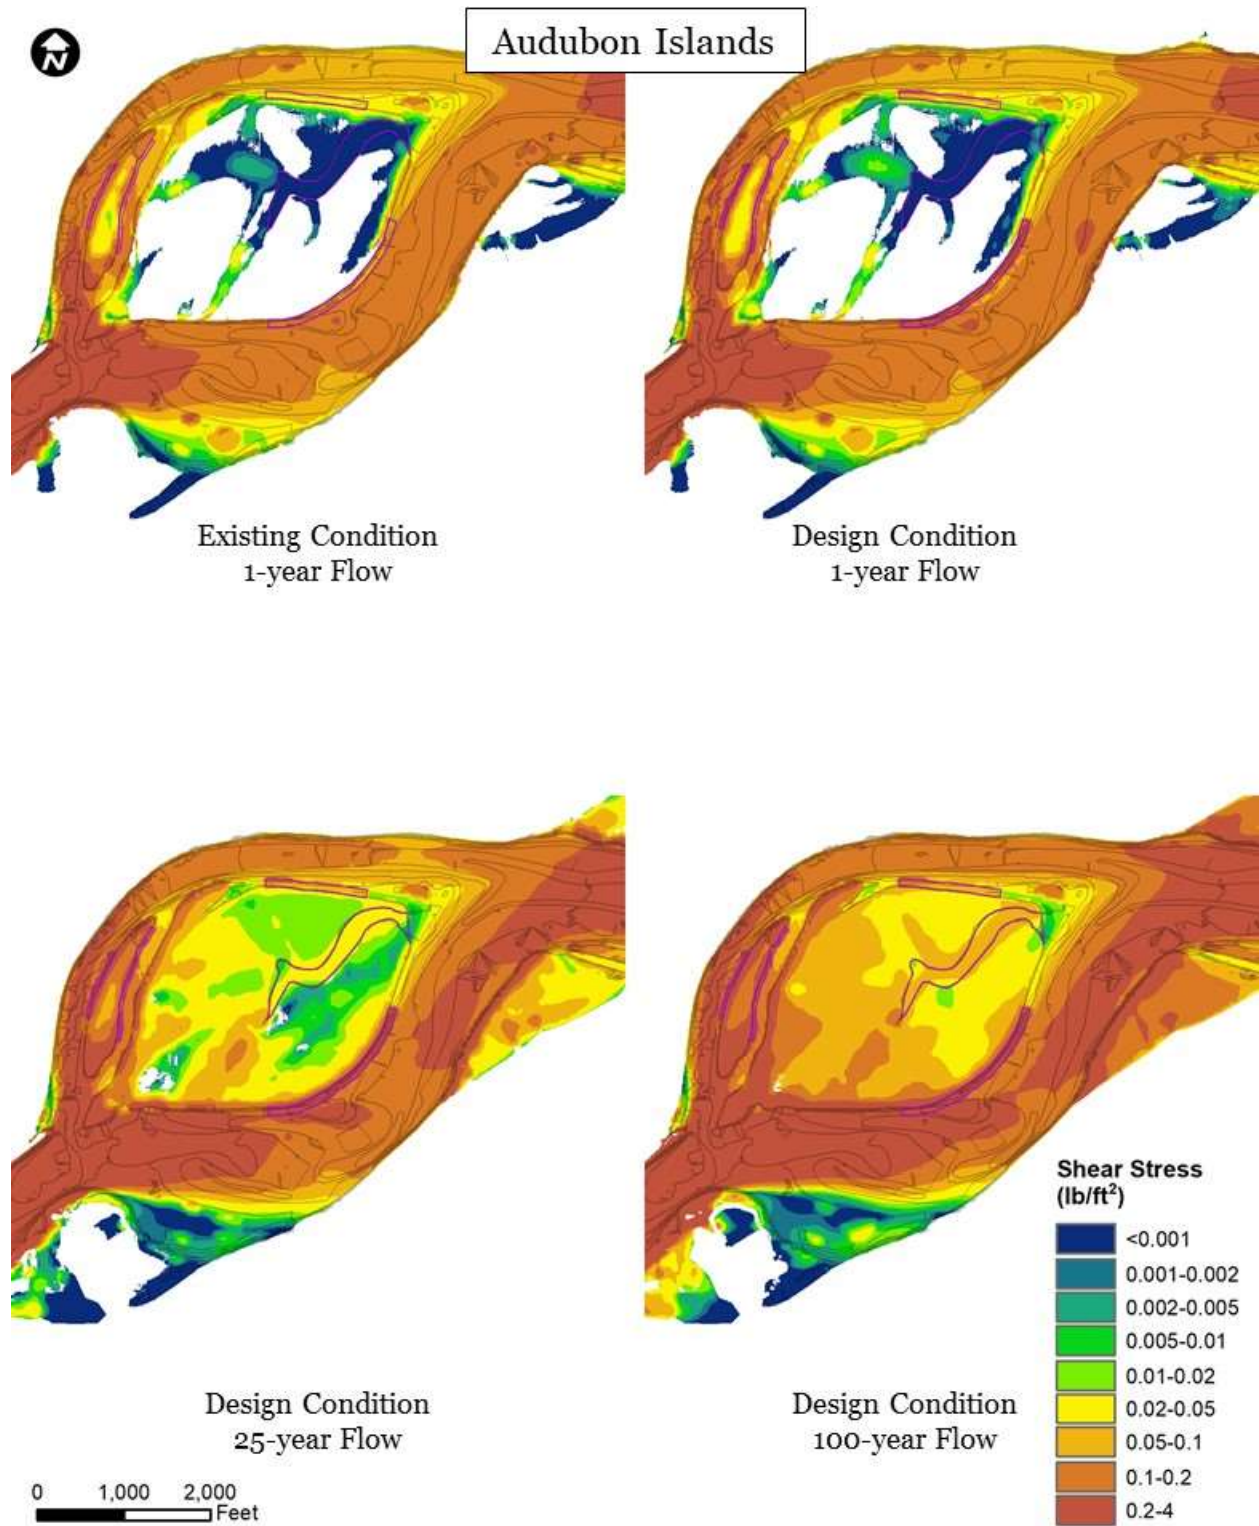 Audubon Islands
N
Existing Condition
1-year Flow
Design Condition
1-year Flow
Design Condition
25-year Flow
Design Condition
100-year Flow
Shear Stress
(lb/ft²)
<0.001
0.001-0.002
0.002-0.005
0.005-0.01
0.01-0.02
0.02-0.05
0.05-0.1
0.1-0.2
0.2-4
0 1,000 2,000
Feet